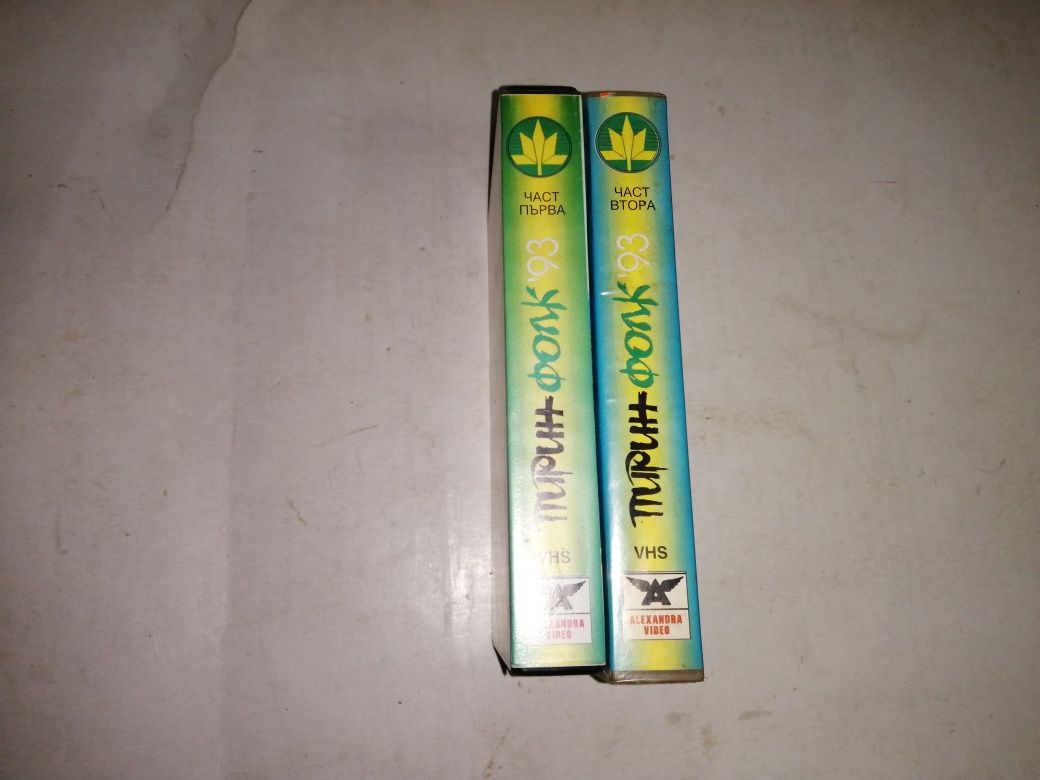 ЧАСТ
ПЪРВА
ПИРИН ФОЛК '93
VHS
ALEXANDRA
VIDEO
ЧАСТ
ВТОРА
ПИРИН ФОЛК '93
VHS
ALEXANDRA
VIDEO